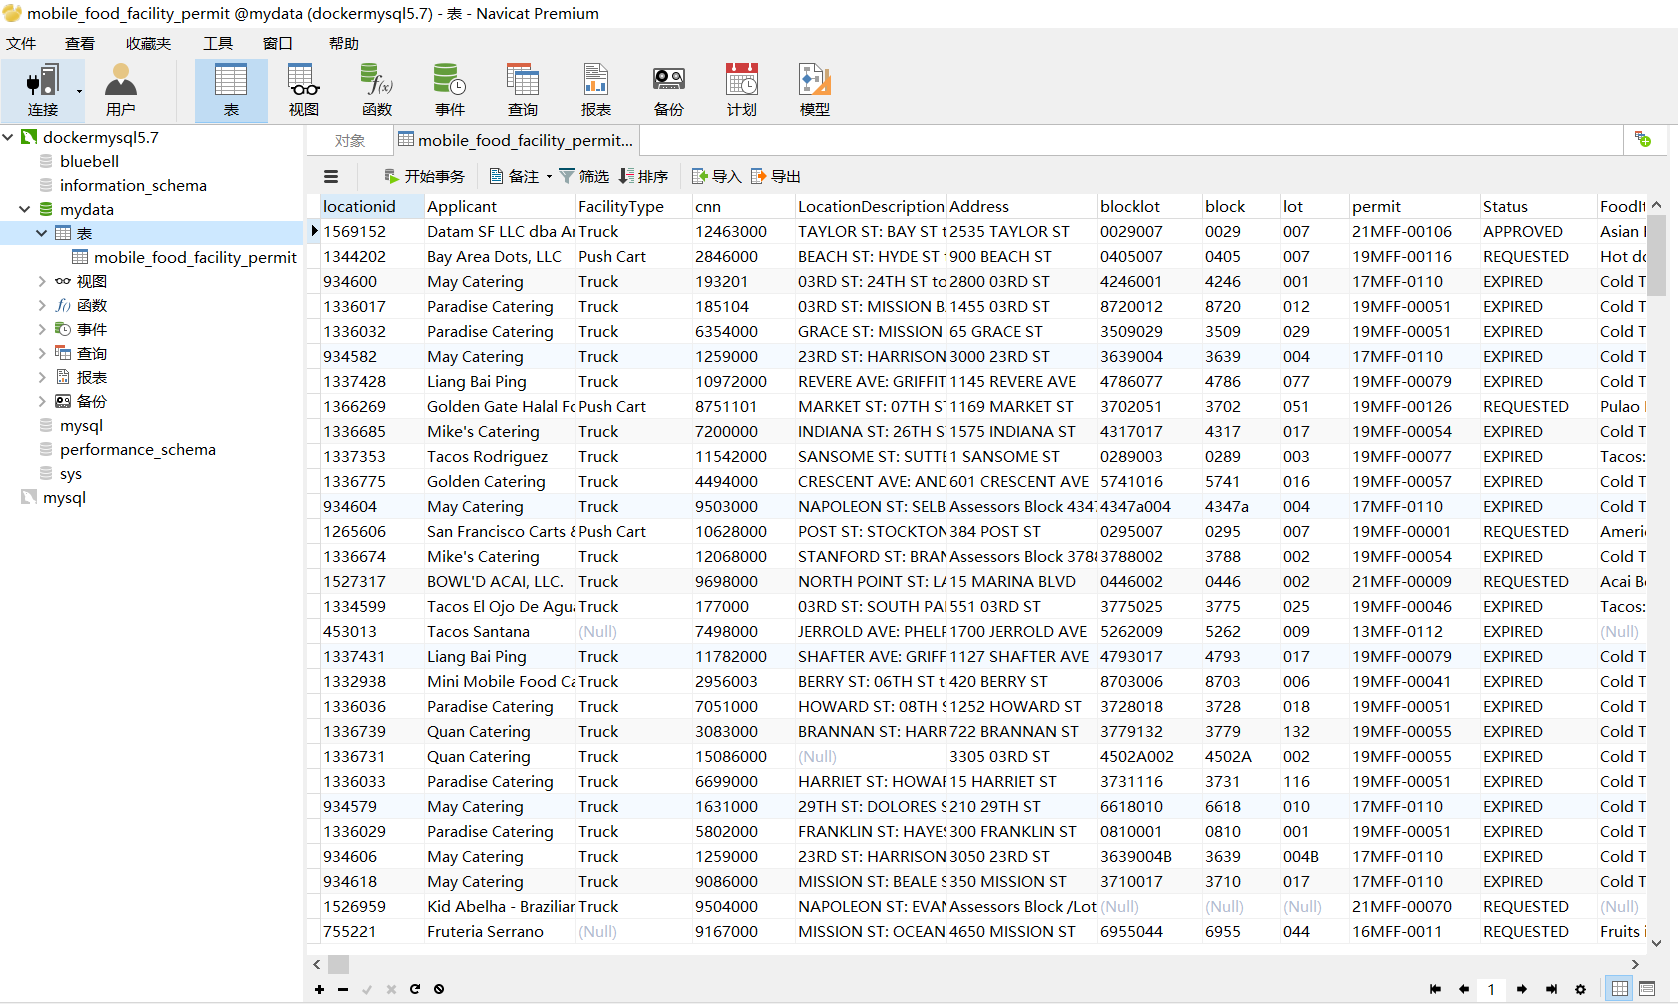 mobile_food_facility_permit @mydata (dockermysql5.7) - 表 - Navicat Premium
文件 查看 收藏夹 工具 窗口 帮助
连接 用户 表 视图 函数 事件 查询 报表 备份 计划 模型
dockermysql5.7
bluebell
information_schema
mydata
表
mobile_food_facility_permit
视图
函数
事件
查询
报表
备份
mysql
performance_schema
sys
mysql
对象 mobile_food_facility_permit...
开始事务 备注 筛选 排序 导入 导出
locationid Applicant FacilityType cnn LocationDescription Address blocklot block lot permit Status FoodIt
1569152 Datam SF LLC dba Ar Truck 12463000 TAYLOR ST: BAY ST t 2535 TAYLOR ST 0029007 0029 007 21MFF-00106 APPROVED Asian
1344202 Bay Area Dots, LLC Push Cart 2846000 BEACH ST: HYDE ST 900 BEACH ST 0405007 0405 007 19MFF-00116 REQUESTED Hot do
934600 May Catering Truck 193201 03RD ST: 24TH ST to 2800 03RD ST 4246001 4246 001 17MFF-0110 EXPIRED Cold T
1336017 Paradise Catering Truck 185104 03RD ST: MISSION B 1455 03RD ST 8720012 8720 012 19MFF-00051 EXPIRED Cold T
1336032 Paradise Catering Truck 6354000 GRACE ST: MISSION 65 GRACE ST 3509029 3509 029 19MFF-00051 EXPIRED Cold T
934582 May Catering Truck 1259000 23RD ST: HARRISON 3000 23RD ST 3639004 3639 004 17MFF-0110 EXPIRED Cold T
1337428 Liang Bai Ping Truck 10972000 REVERE AVE: GRIFFIT 1145 REVERE AVE 4786077 4786 077 19MFF-00079 EXPIRED Cold T
1366269 Golden Gate Halal Fo Push Cart 8751101 MARKET ST: 07TH ST 1169 MARKET ST 3702051 3702 051 19MFF-00126 REQUESTED Pulao
1336685 Mike's Catering Truck 7200000 INDIANA ST: 26TH S 1575 INDIANA ST 4317017 4317 017 19MFF-00054 EXPIRED Cold T
1337353 Tacos Rodriguez Truck 11542000 SANSOME ST: SUTTE 1 SANSOME ST 0289003 0289 003 19MFF-00077 EXPIRED Tacos:
1336775 Golden Catering Truck 4494000 CRESCENT AVE: AND 601 CRESCENT AVE 5741016 5741 016 19MFF-00057 EXPIRED Cold T
934604 May Catering Truck 9503000 NAPOLEON ST: SELB Assessors Block 4347 4347a004 4347a 004 17MFF-0110 EXPIRED Cold T
1265606 San Francisco Carts & Push Cart 10628000 POST ST: STOCKTON 384 POST ST 0295007 0295 007 19MFF-00001 REQUESTED Ameri
1336674 Mike's Catering Truck 12068000 STANFORD ST: BRAN Assessors Block 3788 3788002 3788 002 19MFF-00054 EXPIRED Cold T
1527317 BOWL'D ACAI, LLC. Truck 9698000 NORTH POINT ST: LA 15 MARINA BLVD 0446002 0446 002 21MFF-00009 REQUESTED Acai B
1334599 Tacos El Ojo De Agua Truck 177000 03RD ST: SOUTH PA 551 03RD ST 3775025 3775 025 19MFF-00046 EXPIRED Tacos:
453013 Tacos Santana (Null) 7498000 JERROLD AVE: PHELP 1700 JERROLD AVE 5262009 5262 009 13MFF-0112 EXPIRED (Null)
1337431 Liang Bai Ping Truck 11782000 SHAFTER AVE: GRIFF 1127 SHAFTER AVE 4793017 4793 017 19MFF-00079 EXPIRED Cold T
1332938 Mini Mobile Food Ca Truck 2956003 BERRY ST: 06TH ST t 420 BERRY ST 8703006 8703 006 19MFF-00041 EXPIRED Cold T
1336036 Paradise Catering Truck 7051000 HOWARD ST: 08TH S 1252 HOWARD ST 3728018 3728 018 19MFF-00051 EXPIRED Cold T
1336739 Quan Catering Truck 3083000 BRANNAN ST: HARR 722 BRANNAN ST 3779132 3779 132 19MFF-00055 EXPIRED Cold T
1336731 Quan Catering Truck 15086000 (Null) 3305 03RD ST 4502A002 4502A 002 19MFF-00055 EXPIRED Cold T
1336033 Paradise Catering Truck 6699000 HARRIET ST: HOWAR 15 HARRIET ST 3731116 3731 116 19MFF-00051 EXPIRED Cold T
934579 May Catering Truck 1631000 29TH ST: DOLORES S 210 29TH ST 6618010 6618 010 17MFF-0110 EXPIRED Cold T
1336029 Paradise Catering Truck 5802000 FRANKLIN ST: HAYES 300 FRANKLIN ST 0810001 0810 001 19MFF-00051 EXPIRED Cold T
934606 May Catering Truck 1259000 23RD ST: HARRISON 3050 23RD ST 3639004B 3639 004B 17MFF-0110 EXPIRED Cold T
934618 May Catering Truck 9086000 MISSION ST: BEALE S 350 MISSION ST 3710017 3710 017 17MFF-0110 EXPIRED Cold T
1526959 Kid Abelha - Brazilian Truck 9504000 NAPOLEON ST: EVAN Assessors Block /Lot (Null) (Null) (Null) 21MFF-00070 REQUESTED (Null)
755221 Fruteria Serrano (Null) 9167000 MISSION ST: OCEAN 4650 MISSION ST 6955044 6955 044 16MFF-0011 REQUESTED Fruits i
1